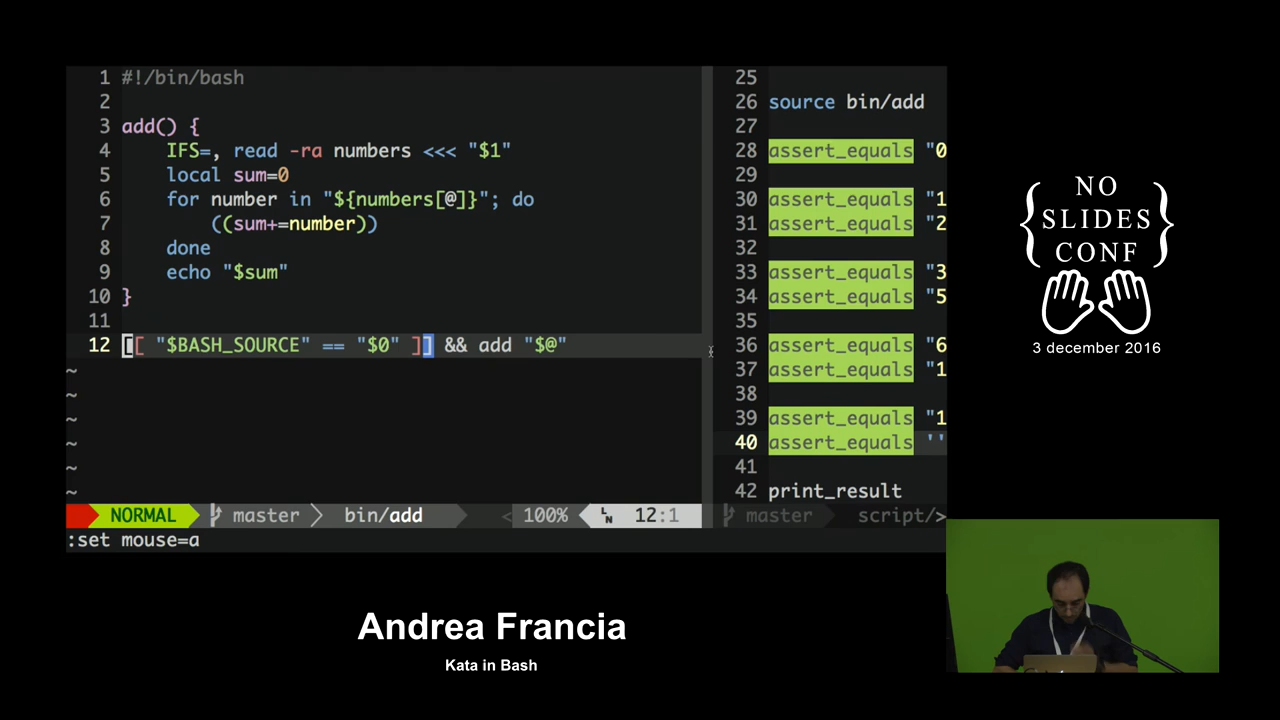 1 #!/bin/bash
2
3 add() {
4 IFS=, read -ra numbers <<< "$1"
5 local sum=0
6 for number in "${numbers[@]}"; do
7 ((sum+=number))
8 done
9 echo "$sum"
10 }
11
12 [[ "$BASH_SOURCE" == "$0" ]] && add "$@"
~
~
~
~
~
~
NORMAL master bin/add < 100% LN 12:1
:set mouse=a
25
26 source bin/add
27
28 assert_equals "0
29
30 assert_equals "1
31 assert_equals "2
32
33 assert_equals "3
34 assert_equals "5
35
36 assert_equals "6
37 assert_equals "1
38
39 assert_equals "1
40 assert_equals ''
41
42 print_result
master script/>
{ NO
SLIDES
CONF }
3 december 2016
Andrea Francia
Kata in Bash